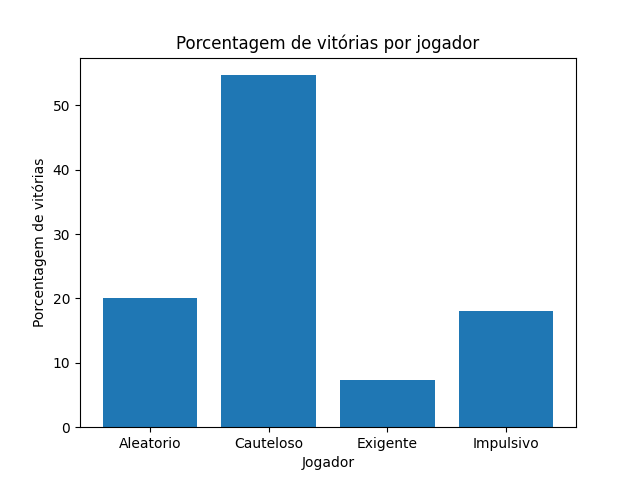 Porcentagem de vitórias por jogador
Porcentagem de vitórias
50
40
30
20
10
0
Aleatorio Cauteloso Exigente Impulsivo
Jogador